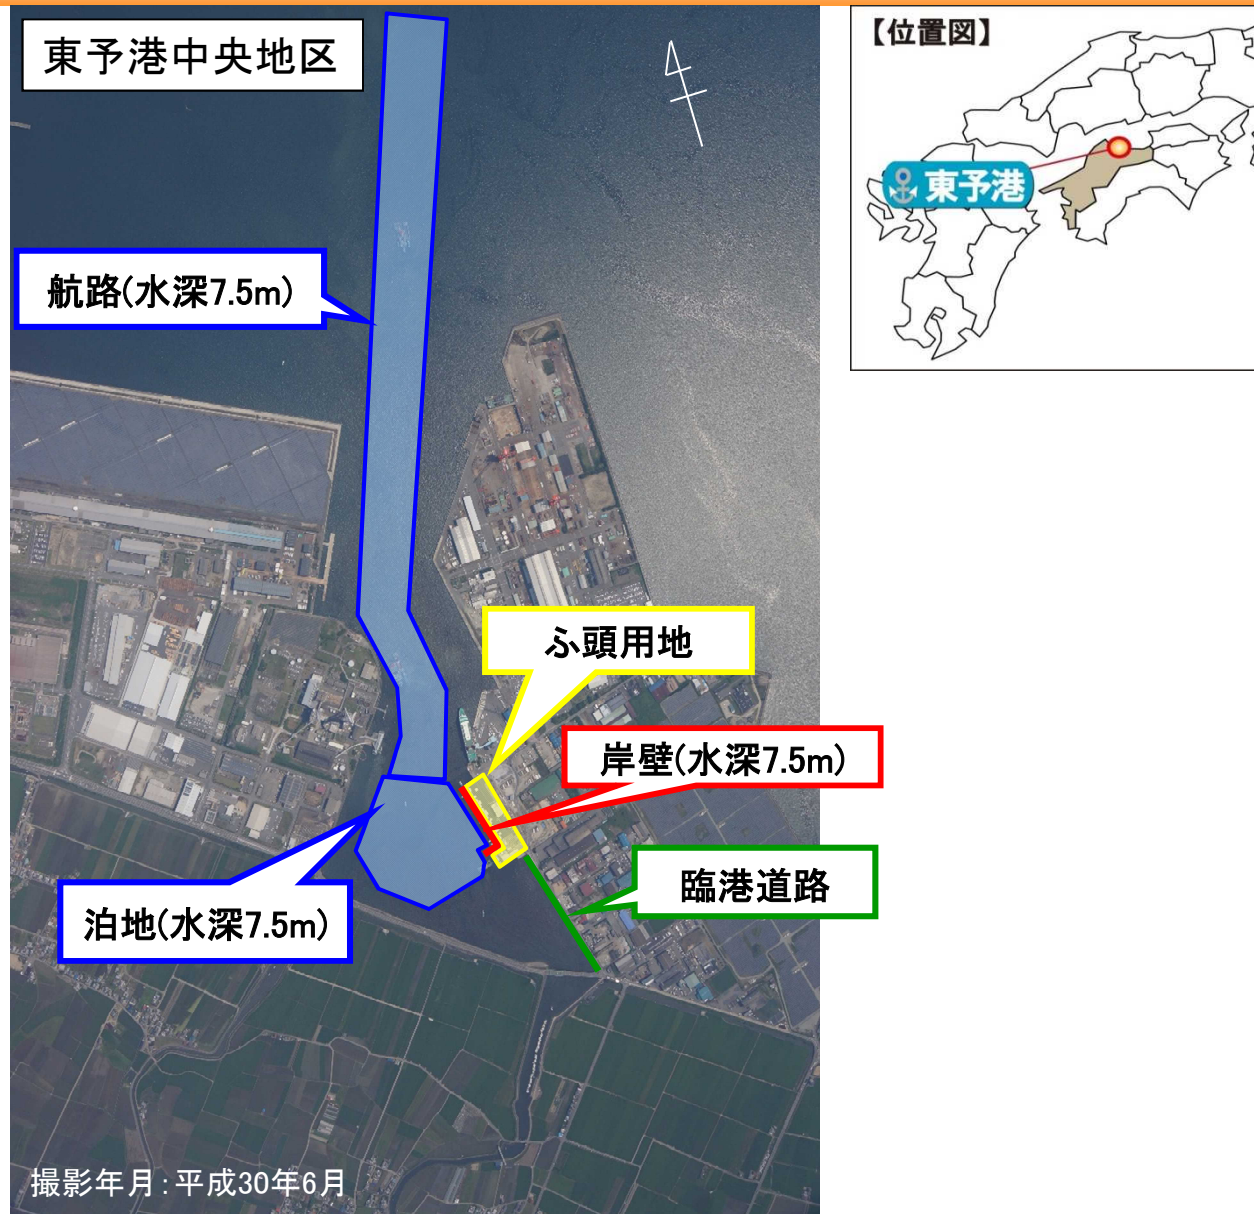 東予港中央地区
【位置図】
東予港
航路(水深7.5m)
ふ頭用地
岸壁(水深7.5m)
臨港道路
泊地(水深7.5m)
撮影年月:平成30年6月